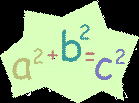 a² + b² = c²